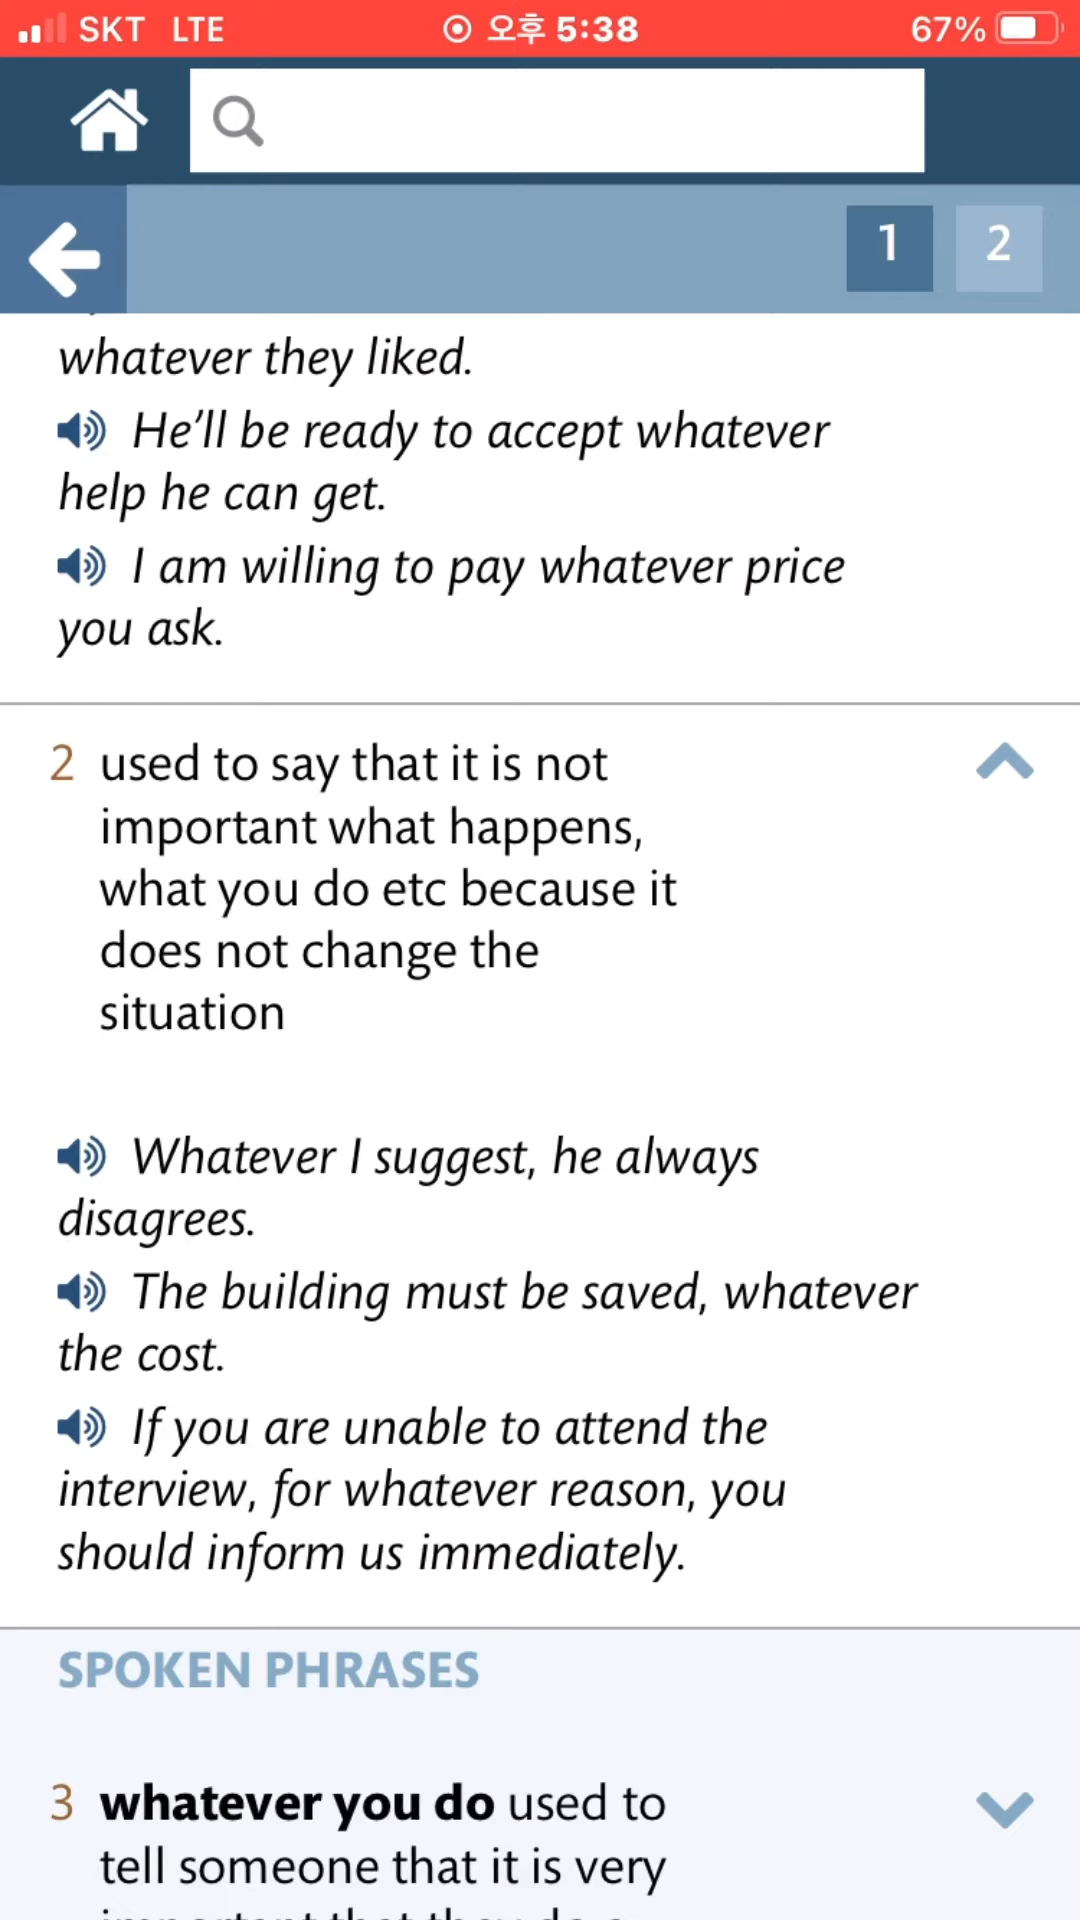 SKT LTE 오후 5:38 67%
1 2
whatever they liked.
He’ll be ready to accept whatever
help he can get.
I am willing to pay whatever price
you ask.
2 used to say that it is not
important what happens,
what you do etc because it
does not change the
situation
Whatever I suggest, he always
disagrees.
The building must be saved, whatever
the cost.
If you are unable to attend the
interview, for whatever reason, you
should inform us immediately.
SPOKEN PHRASES
3 whatever you do used to
tell someone that it is very
important that they do a